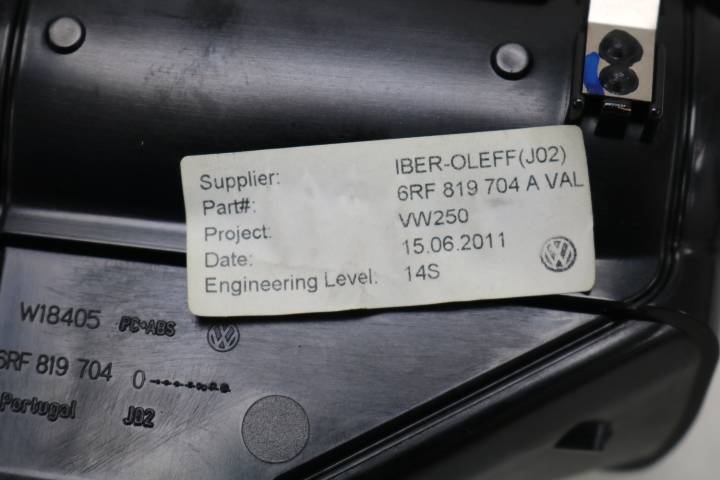 Supplier: IBER-OLEFF(J02)
Part#: 6RF 819 704 A VAL
Project: VW250
Date: 15.06.2011
Engineering Level: 14S
W18405 PC+ABS
6RF 819 704 0
Portugal J02